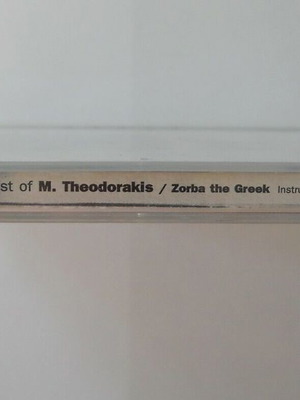 st of M. Theodorakis / Zorba the Greek Instru